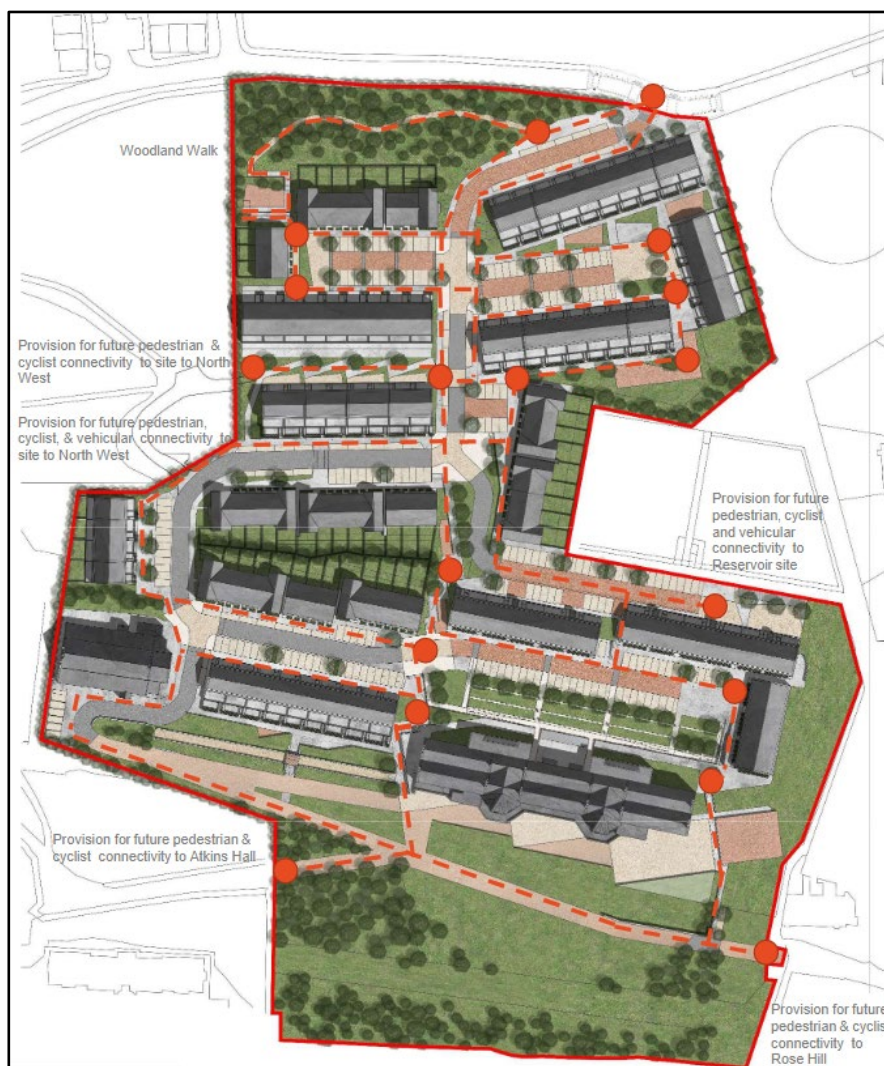 Woodland Walk
Provision for future pedestrian &
cyclist connectivity to site to North
West
Provision for future pedestrian,
cyclist, & vehicular connectivity to
site to North West
Provision for future
pedestrian, cyclist
and vehicular
connectivity to
Reservoir site
Provision for future pedestrian &
cyclist connectivity to Atkins Hall
Provision for future
pedestrian & cyclis
connectivity to
Rose Hill